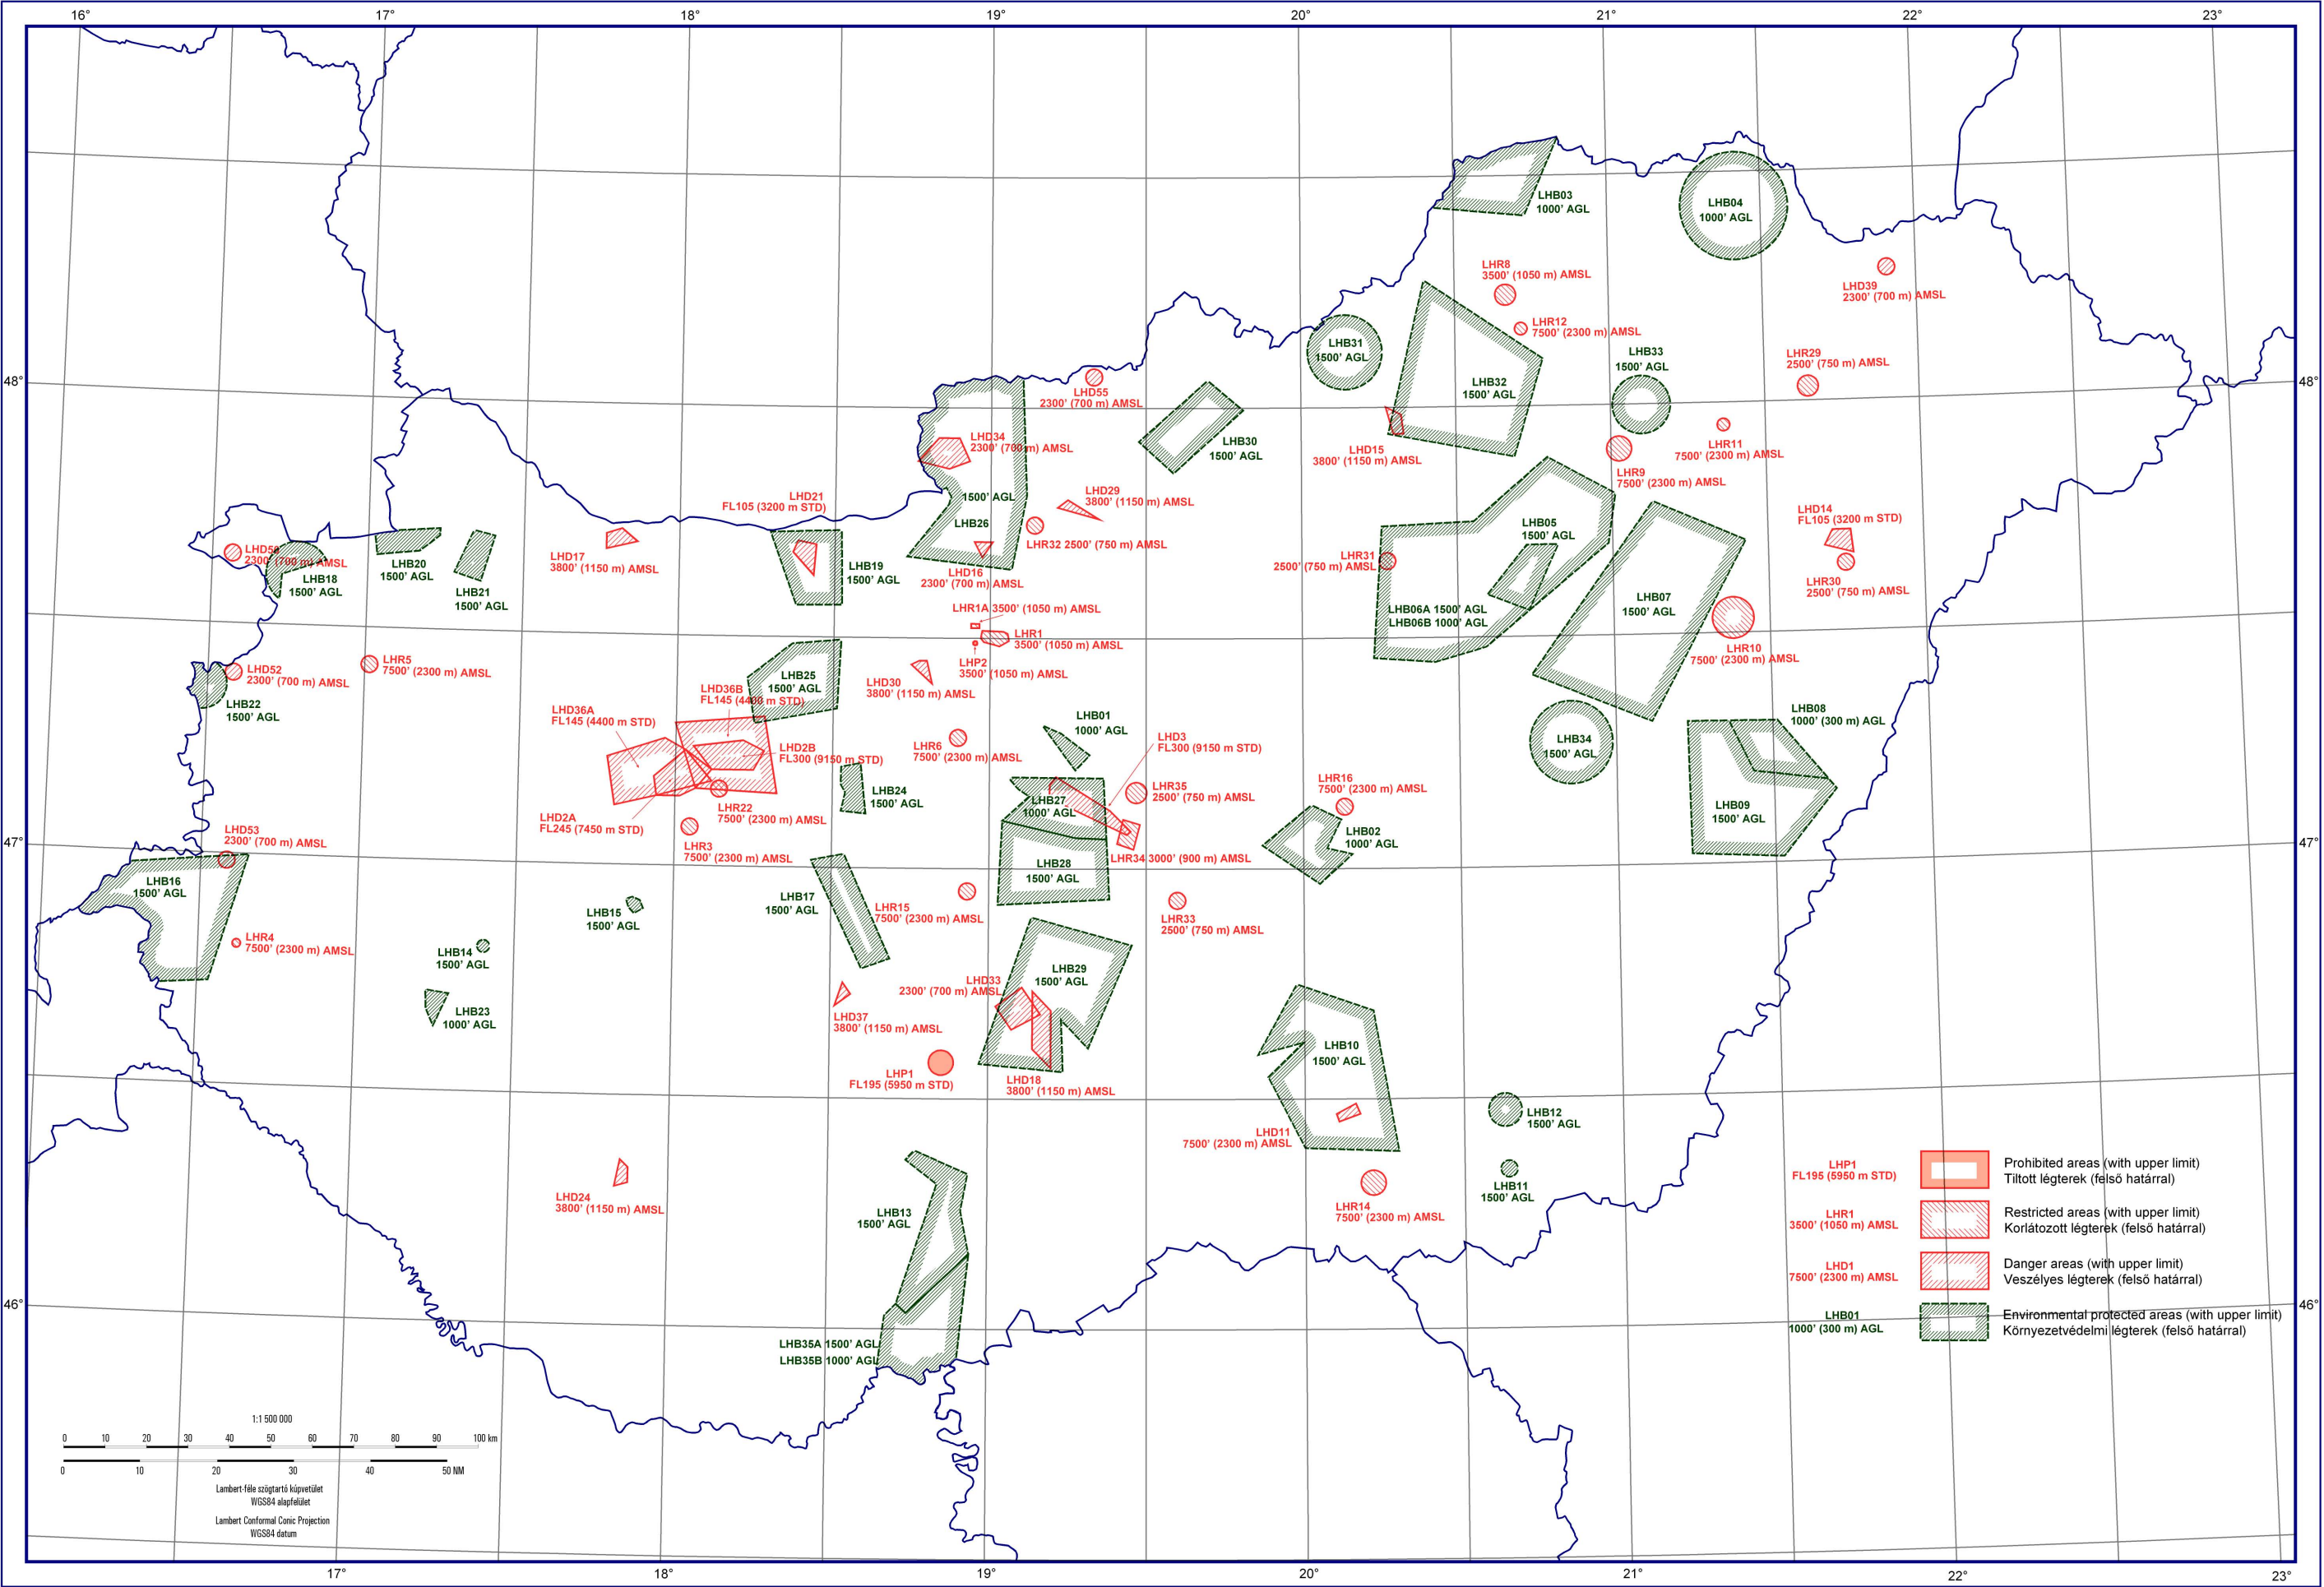 16°
17°
18°
19°
20°
21°
22°
23°
LHB03
1000' AGL
LHB04
1000' AGL
LHR8
3500' (1050 m) AMSL
LHD39
2300' (700 m) AMSL
LHR12
7500' (2300 m) AMSL
LHB31
1500' AGL
LHB33
1500' AGL
LHR29
2500' (750 m) AMSL
48°
48°
LHB32
1500' AGL
LHD55
2300' (700 m) AMSL
LHD34
2300' (700 m) AMSL
LHB30
1500' AGL
LHD15
3800' (1150 m) AMSL
LHR11
7500' (2300 m) AMSL
LHR9
7500' (2300 m) AMSL
LHD21
FL105 (3200 m STD)
1500' AGL
LHB26
LHD29
3800' (1150 m) AMSL
LHB05
1500' AGL
LHD14
FL105 (3200 m STD)
LHR32 2500' (750 m) AMSL
LHD50
2300' (700 m) AMSL
LHB18
1500' AGL
LHB20
1500' AGL
LHB21
1500' AGL
LHD17
3800' (1150 m) AMSL
LHB19
1500' AGL
LHD16
2300' (700 m) AMSL
LHR31
2500' (750 m) AMSL
LHR30
2500' (750 m) AMSL
LHR1A 3500' (1050 m) AMSL
LHB06A 1500' AGL
LHB06B 1000' AGL
LHB07
1500' AGL
LHR1
3500' (1050 m) AMSL
LHP2
3500' (1050 m) AMSL
LHR10
7500' (2300 m) AMSL
LHD52
2300' (700 m) AMSL
LHR5
7500' (2300 m) AMSL
LHB22
1500' AGL
LHB25
1500' AGL
LHD30
3800' (1150 m) AMSL
LHD36B
FL145 (4400 m STD)
LHD36A
FL145 (4400 m STD)
LHB01
1000' AGL
LHB08
1000' (300 m) AGL
LHD2B
FL300 (9150 m STD)
LHR6
7500' (2300 m) AMSL
LHD3
FL300 (9150 m STD)
LHB34
1500' AGL
LHB24
1500' AGL
LHB27
1000' AGL
LHR35
2500' (750 m) AMSL
LHR16
7500' (2300 m) AMSL
LHB09
1500' AGL
LHD2A
FL245 (7450 m STD)
LHR22
7500' (2300 m) AMSL
LHD53
2300' (700 m) AMSL
LHB02
1000' AGL
47°
47°
LHR3
7500' (2300 m) AMSL
LHR34 3000' (900 m) AMSL
LHB28
1500' AGL
LHB16
1500' AGL
LHB17
1500' AGL
LHR15
7500' (2300 m) AMSL
LHB15
1500' AGL
LHR33
2500' (750 m) AMSL
LHR4
7500' (2300 m) AMSL
LHB14
1500' AGL
LHB29
1500' AGL
LHD33
2300' (700 m) AMSL
LHB23
1000' AGL
LHD37
3800' (1150 m) AMSL
LHB10
1500' AGL
LHP1
FL195 (5950 m STD)
LHD18
3800' (1150 m) AMSL
LHB12
1500' AGL
LHD11
7500' (2300 m) AMSL
LHB11
1500' AGL
LHD24
3800' (1150 m) AMSL
LHB13
1500' AGL
LHR14
7500' (2300 m) AMSL
LHP1
FL195 (5950 m STD)
Prohibited areas (with upper limit)
Tiltott légterek (felső határral)
LHR1
3500' (1050 m) AMSL
Restricted areas (with upper limit)
Korlátozott légterek (felső határral)
LHD1
7500' (2300 m) AMSL
Danger areas (with upper limit)
Veszélyes légterek (felső határral)
LHB01
1000' (300 m) AGL
Environmental protected areas (with upper limit)
Környezetvédelmi légterek (felső határral)
46°
46°
LHB35A 1500' AGL
LHB35B 1000' AGL
1:1 500 000
0 10 20 30 40 50 60 70 80 90 100 km
0 10 20 30 40 50 NM
Lambert-féle szögtartó kúpvetület
WGS84 alapfelület
Lambert Conformal Conic Projection
WGS84 datum
17°
18°
19°
20°
21°
22°
23°